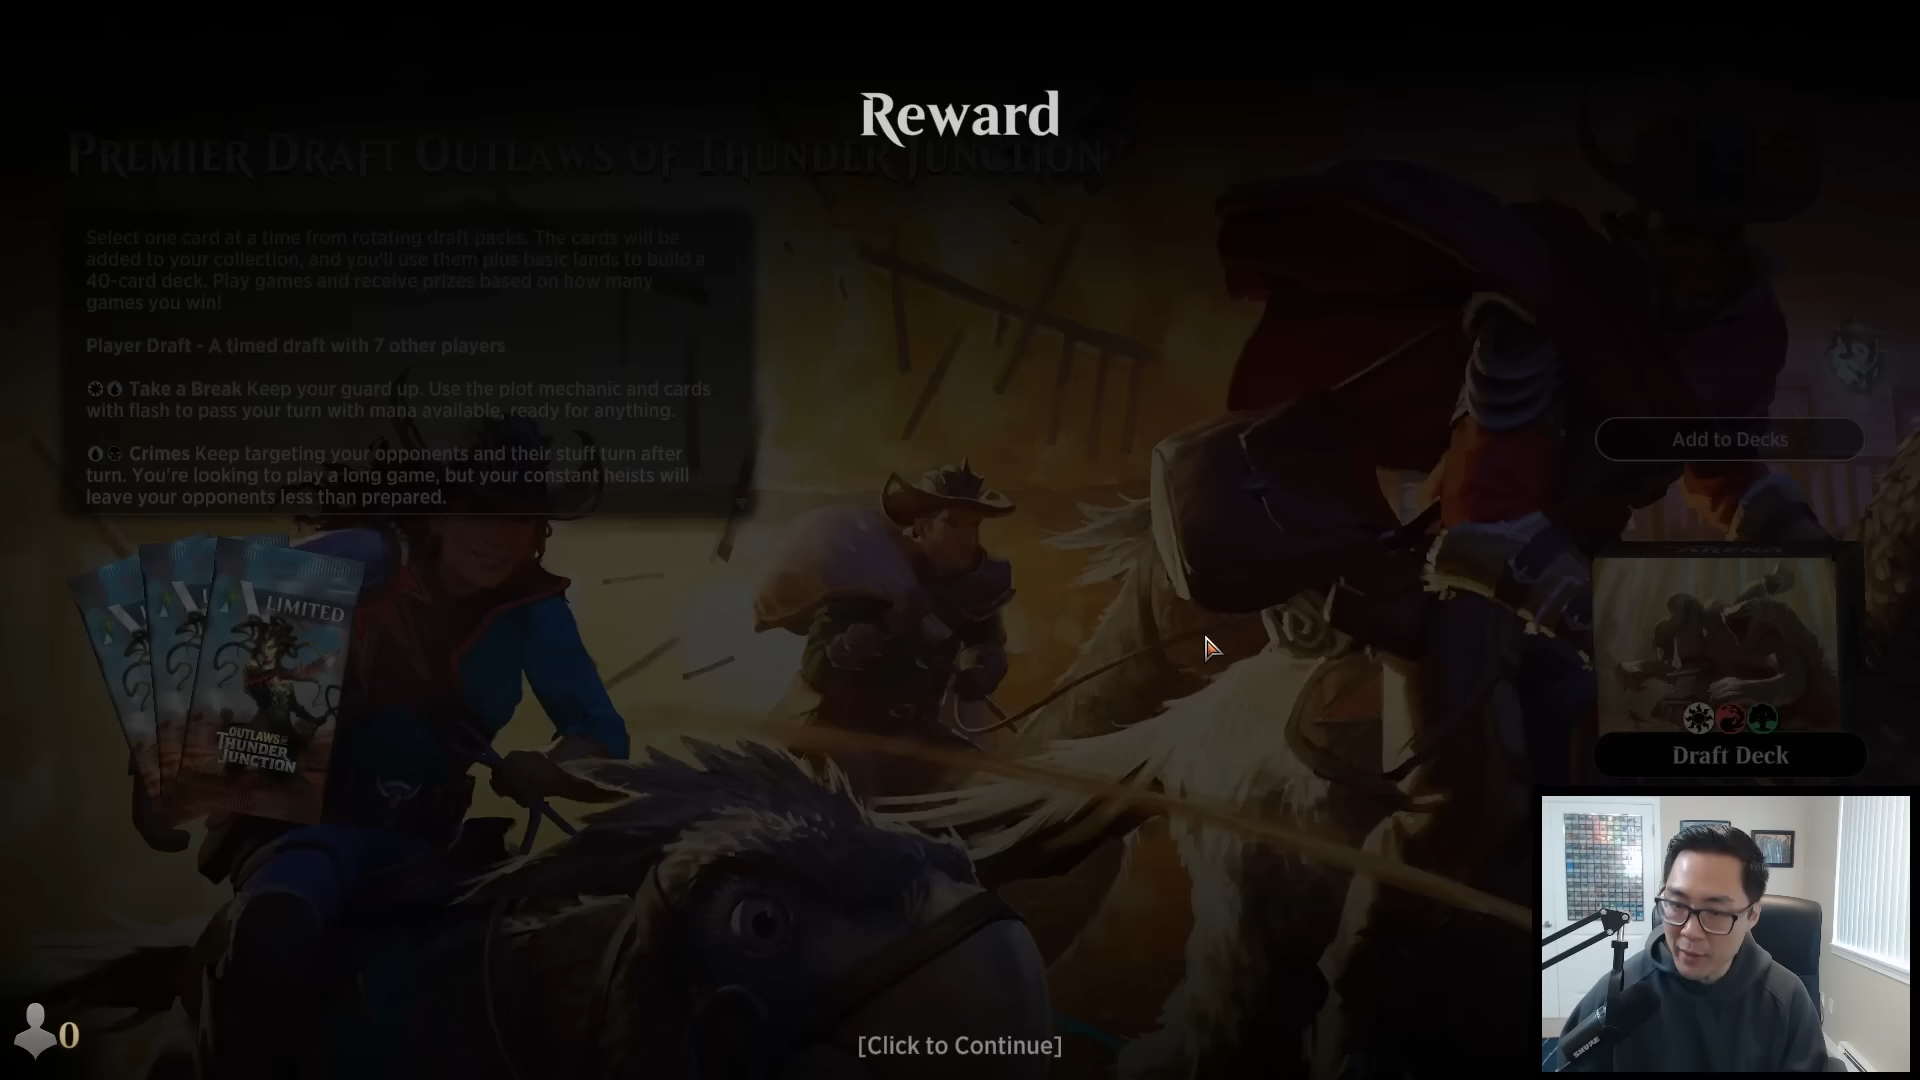 Reward
Premier Draft Outlaws of Thunder Junction
Select one card at a time from rotating draft packs. The cards will be
added to your collection, and you'll use them plus basic lands to build a
40-card deck. Play games and receive prizes based on how many
games you win!
Player Draft - A timed draft with 7 other players
Take a Break Keep your guard up. Use the plot mechanic and cards
with flash to pass your turn with mana available, ready for anything.
Crimes Keep targeting your opponents and their stuff turn after
turn. You're looking to play a long game, but your constant heists will
leave your opponents less than prepared.
Add to Decks
ARENA
LIMITED
OUTLAWS OF
THUNDER
JUNCTION
Draft Deck
0
[Click to Continue]
SHURE